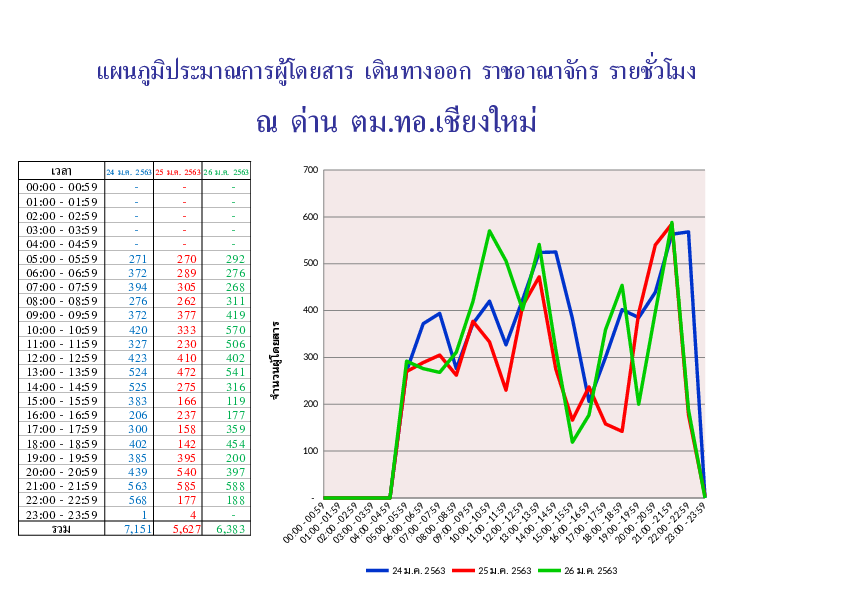 แผนภูมิประมาณการผู้โดยสาร เดินทางออก ราชอาณาจักร รายชั่วโมง
ณ ด่าน ตม.ทอ.เชียงใหม่
เวลา 24 ม.ค. 2563 25 ม.ค. 2563 26 ม.ค. 2563
00:00 - 00:59 - - -
01:00 - 01:59 - - -
02:00 - 02:59 - - -
03:00 - 03:59 - - -
04:00 - 04:59 - - -
05:00 - 05:59 271 270 292
06:00 - 06:59 372 289 276
07:00 - 07:59 394 305 268
08:00 - 08:59 276 262 311
09:00 - 09:59 372 377 419
10:00 - 10:59 420 333 570
11:00 - 11:59 327 230 506
12:00 - 12:59 423 410 402
13:00 - 13:59 524 472 541
14:00 - 14:59 525 275 316
15:00 - 15:59 383 166 119
16:00 - 16:59 206 237 177
17:00 - 17:59 300 158 359
18:00 - 18:59 402 142 454
19:00 - 19:59 385 395 200
20:00 - 20:59 439 540 397
21:00 - 21:59 563 585 588
22:00 - 22:59 568 177 188
23:00 - 23:59 1 4 -
รวม 7,151 5,627 6,383
จำนวนผู้โดยสาร
700
600
500
400
300
200
100
-
00:00 -00:59
01:00 -01:59
02:00 -02:59
03:00 -03:59
04:00 -04:59
05:00 -05:59
06:00 -06:59
07:00 -07:59
08:00 -08:59
09:00 -09:59
10:00 -10:59
11:00 -11:59
12:00 -12:59
13:00 -13:59
14:00 -14:59
15:00 -15:59
16:00 -16:59
17:00 -17:59
18:00 -18:59
19:00 -19:59
20:00 -20:59
21:00 -21:59
22:00 -22:59
23:00 -23:59
24 ม.ค. 2563 25 ม.ค. 2563 26 ม.ค. 2563